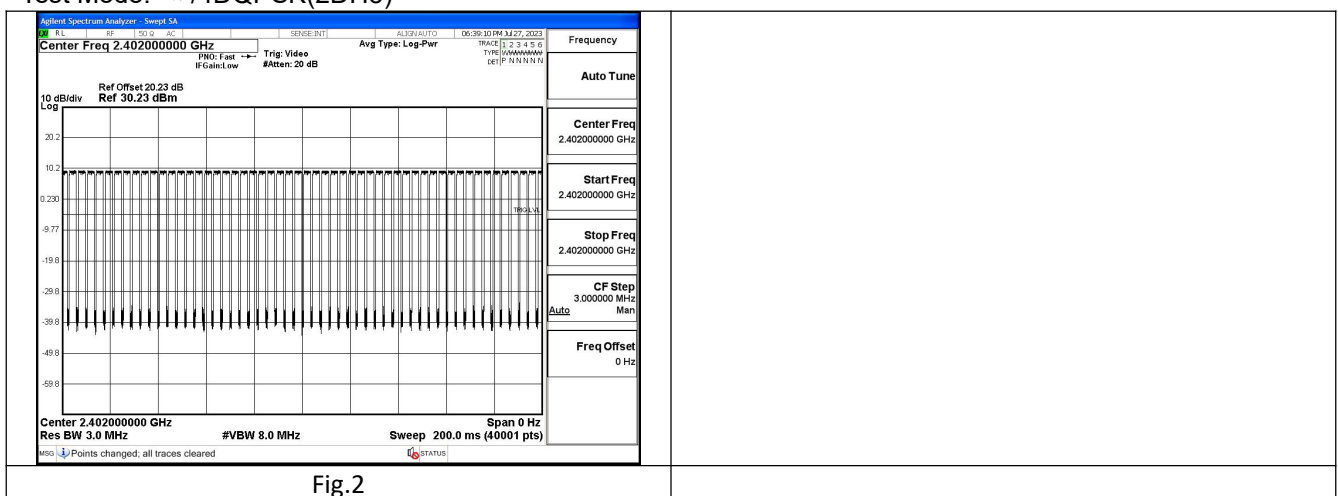 Agilent Spectrum Analyzer - Swept SA
RL RF 50 Ω AC SENSE:INT ALIGN AUTO 06:39:10 PM Jul 27, 2023
Center Freq 2.402000000 GHz
PNO: Fast
IFGain:Low
Trig: Video
#Atten: 20 dB
Avg Type: Log-Pwr
TRACE 1 2 3 4 5 6
TYPE
DET P N N N N N
Ref Offset 20.23 dB
10 dB/div Ref 30.23 dBm
Log
20.2
10.2
0.230
TRIG LVL
-9.77
-19.8
-29.8
-39.8
-49.8
-59.8
Center 2.402000000 GHz Span 0 Hz
Res BW 3.0 MHz #VBW 8.0 MHz Sweep 200.0 ms (40001 pts)
MSG Points changed; all traces cleared STATUS
Frequency
Auto Tune
Center Freq
2.402000000 GHz
Start Freq
2.402000000 GHz
Stop Freq
2.402000000 GHz
CF Step
3.000000 MHz
Auto Man
Freq Offset
0 Hz
Fig.2